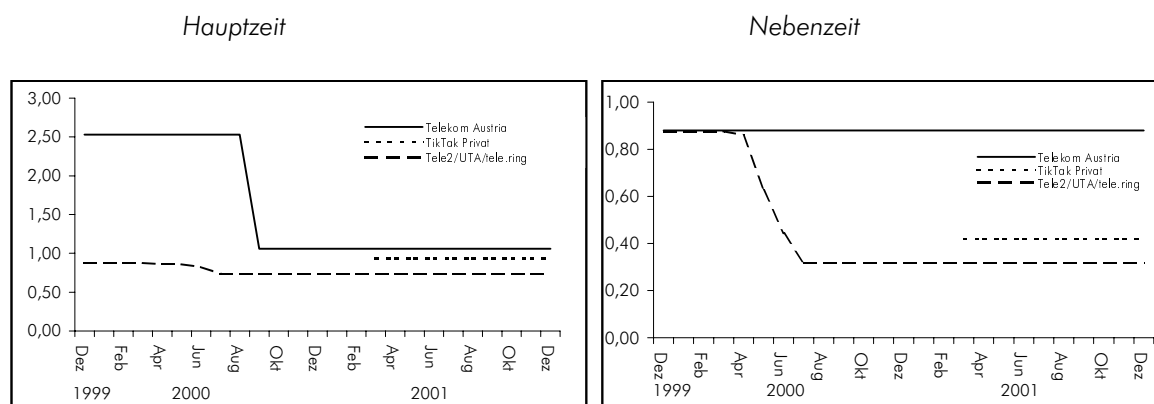 Hauptzeit
3,00
2,50
2,00
1,50
1,00
0,50
0,00
Telekom Austria
TikTak Privat
Tele2/UTA/tele.ring
Dez Feb Apr Jun Aug Okt Dez Feb Apr Jun Aug Okt Dez
1999 2000 2001
Nebenzeit
1,00
0,80
0,60
0,40
0,20
0,00
Telekom Austria
TikTak Privat
Tele2/UTA/tele.ring
Dez Feb Apr Jun Aug Okt Dez Feb Apr Jun Aug Okt Dez
1999 2000 2001